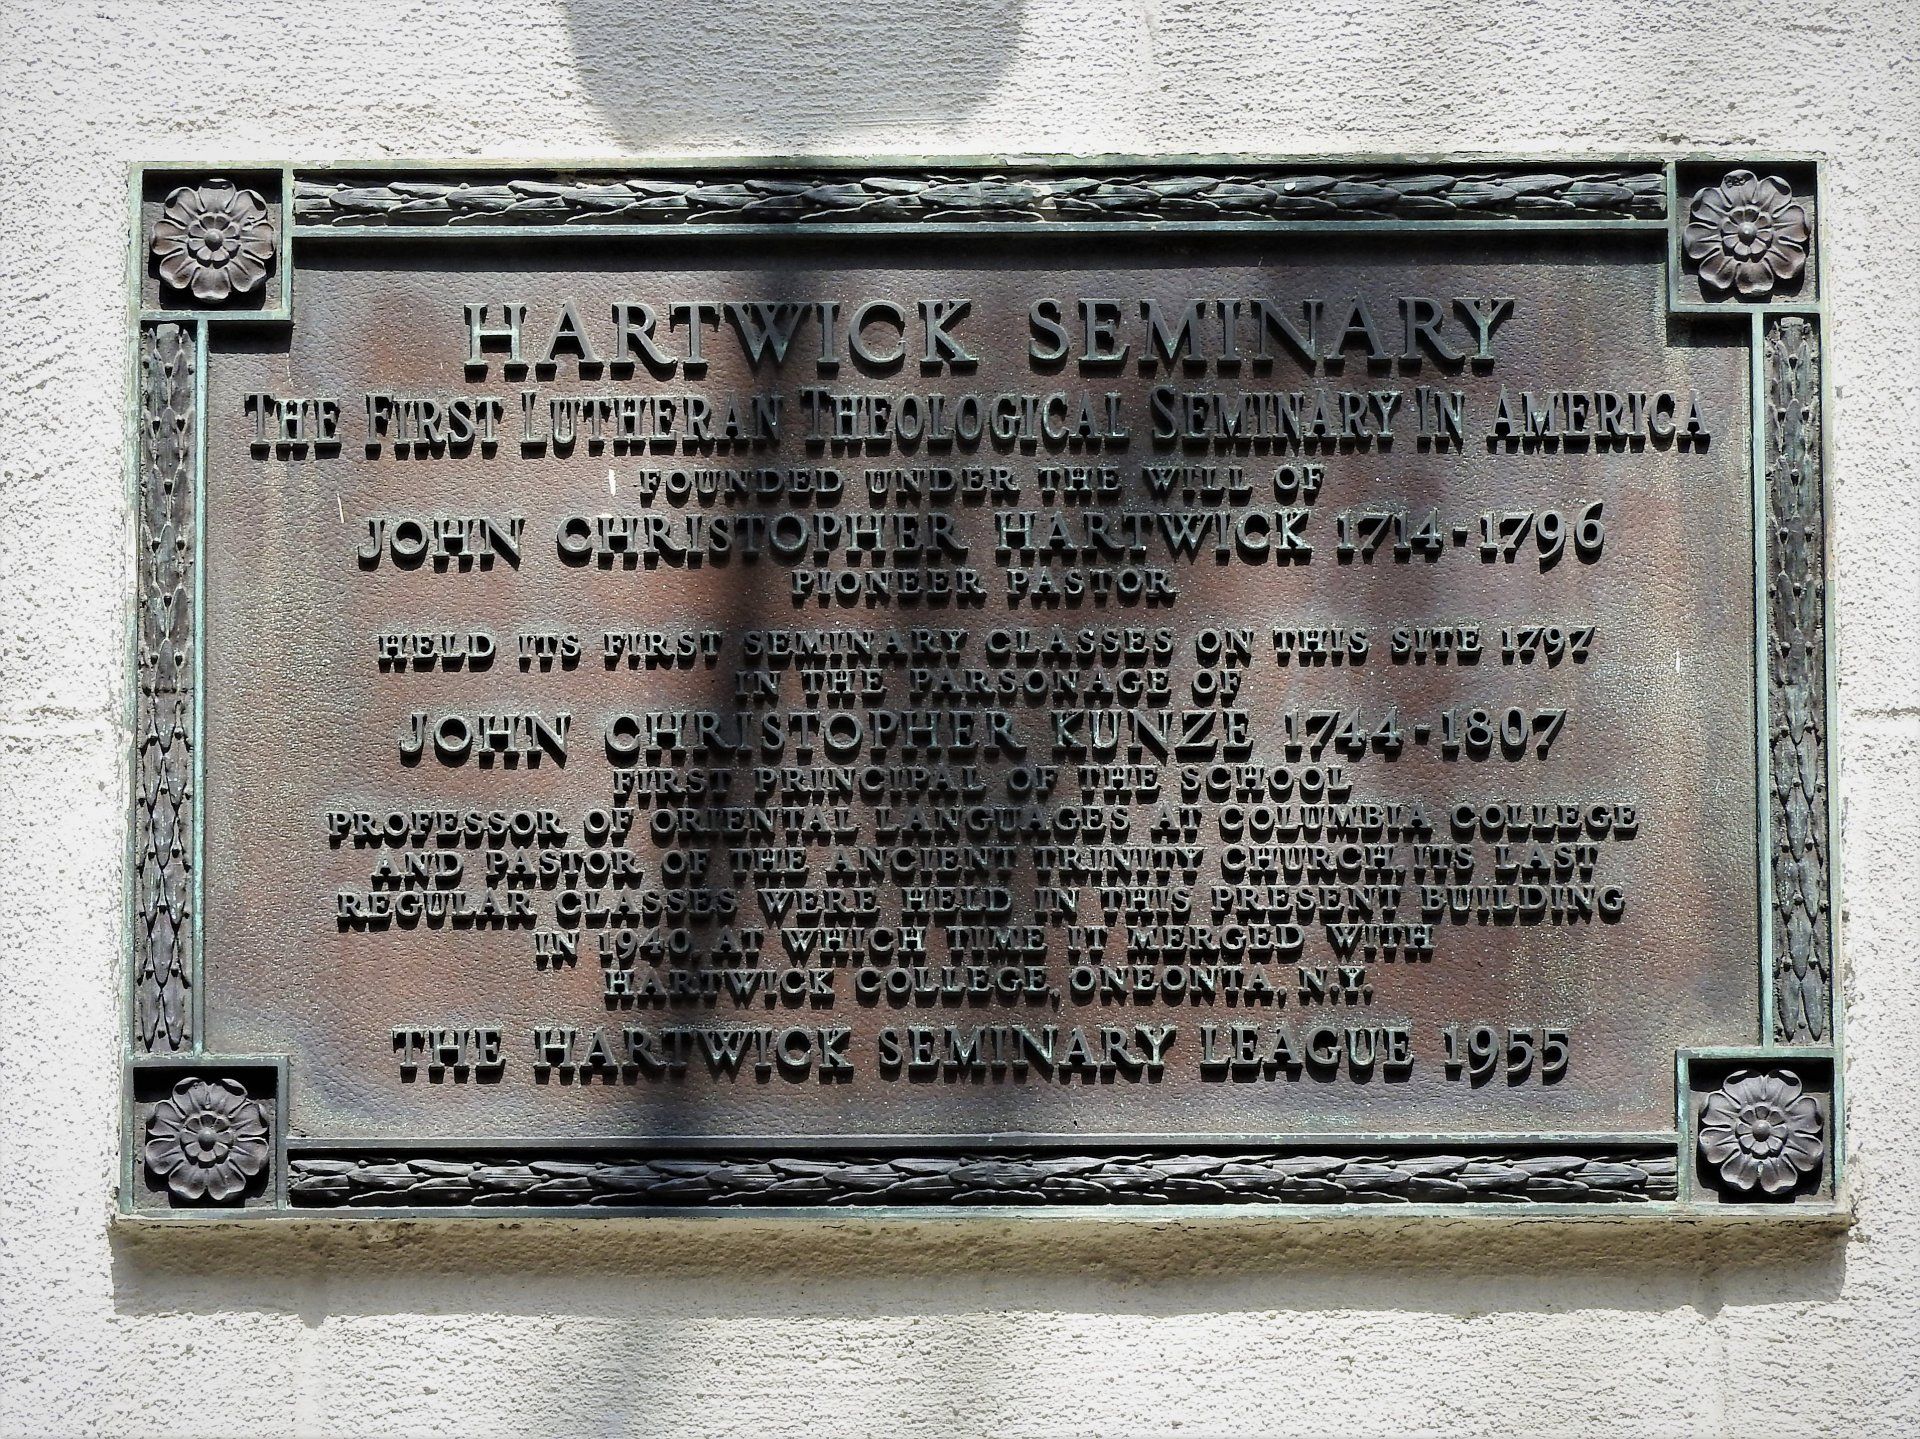 HARTWICK SEMINARY
THE FIRST LUTHERAN THEOLOGICAL SEMINARY IN AMERICA
FOUNDED UNDER THE WILL OF
JOHN CHRISTOPHER HARTWICK 1714-1796
PIONEER PASTOR
HELD ITS FIRST SEMINARY CLASSES ON THIS SITE 1797
IN THE PARSONAGE OF
JOHN CHRISTOPHER KUNZE 1744-1807
FIRST PRINCIPAL OF THE SCHOOL
PROFESSOR OF ORIENTAL LANGUAGES AT COLUMBIA COLLEGE
AND PASTOR OF THE ANCIENT TRINITY CHURCH. ITS LAST
REGULAR CLASSES WERE HELD IN THIS PRESENT BUILDING
IN 1940, AT WHICH TIME IT MERGED WITH
HARTWICK COLLEGE, ONEONTA, N.Y.
THE HARTWICK SEMINARY LEAGUE 1955